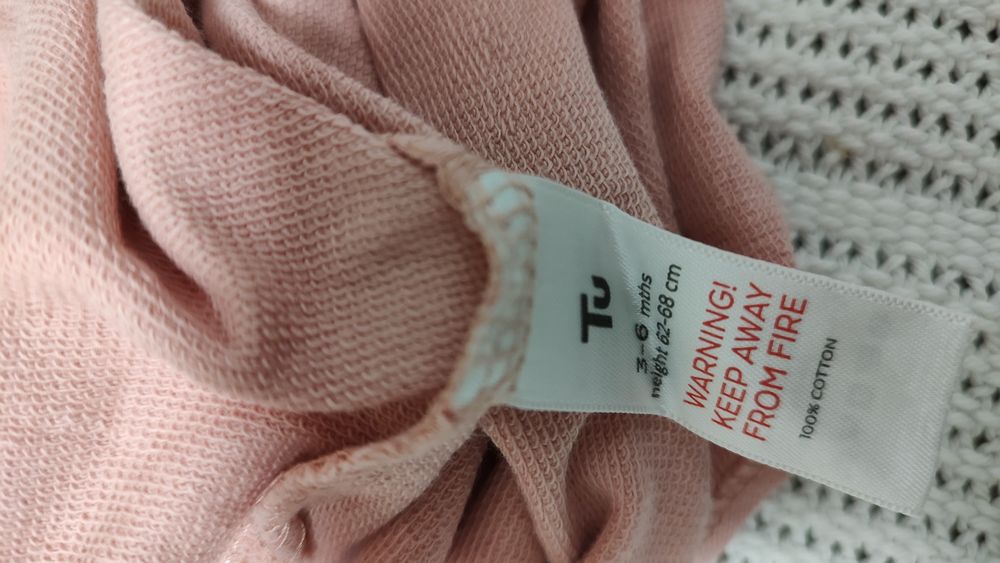 Tu
3-6 mths
height 62-68 cm
WARNING!
KEEP AWAY
FROM FIRE
100% COTTON